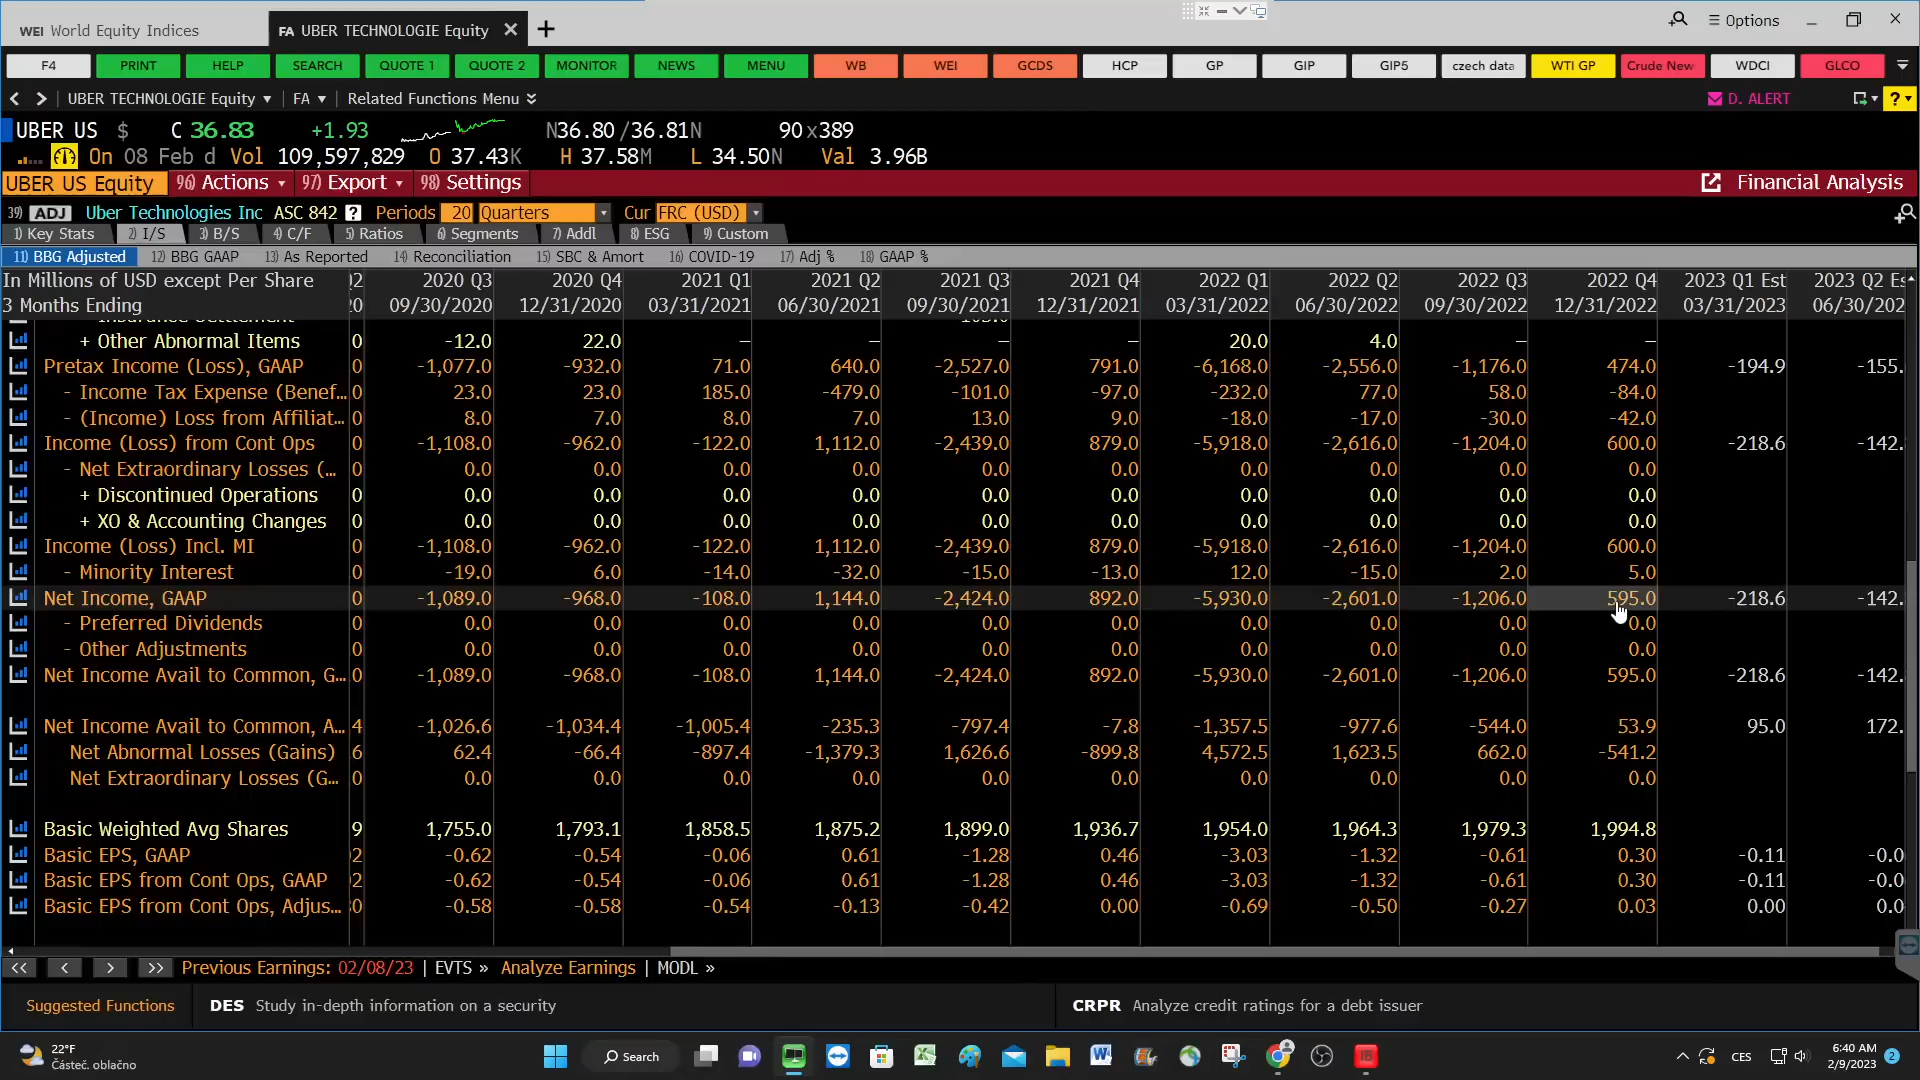 WEI World Equity Indices FA UBER TECHNOLOGIE Equity Options
F4 PRINT HELP SEARCH QUOTE 1 QUOTE 2 MONITOR NEWS MENU WB WEI GCDS HCP GP GIP GIP5 czech data WTI GP Crude New WDCI GLCO
UBER TECHNOLOGIE Equity FA Related Functions Menu D. ALERT ?
UBER US $ C 36.83 +1.93 N36.80/36.81N 90x389
On 08 Feb d Vol 109,597,829 O 37.43K H 37.58M L 34.50N Val 3.96B
UBER US Equity 96) Actions 97) Export 98) Settings Financial Analysis
39) ADJ Uber Technologies Inc ASC 842 ? Periods 20 Quarters Cur FRC (USD)
1) Key Stats 2) I/S 3) B/S 4) C/F 5) Ratios 6) Segments 7) Addl 8) ESG 9) Custom
11) BBG Adjusted 12) BBG GAAP 13) As Reported 14) Reconciliation 15) SBC & Amort 16) COVID-19 17) Adj % 18) GAAP %
In Millions of USD except Per Share Q2 2020 Q3 2020 Q4 2021 Q1 2021 Q2 2021 Q3 2021 Q4 2022 Q1 2022 Q2 2022 Q3 2022 Q4 2023 Q1 Est 2023 Q2 Es
3 Months Ending 20 09/30/2020 12/31/2020 03/31/2021 06/30/2021 09/30/2021 12/31/2021 03/31/2022 06/30/2022 09/30/2022 12/31/2022 03/31/2023 06/30/202
+ Other Abnormal Items 0 -12.0 22.0 — — — — 20.0 4.0 — —
Pretax Income (Loss), GAAP 0 -1,077.0 -932.0 71.0 640.0 -2,527.0 791.0 -6,168.0 -2,556.0 -1,176.0 474.0 -194.9 -155.
- Income Tax Expense (Benef... 0 23.0 23.0 185.0 -479.0 -101.0 -97.0 -232.0 77.0 58.0 -84.0
- (Income) Loss from Affiliat... 0 8.0 7.0 8.0 7.0 13.0 9.0 -18.0 -17.0 -30.0 -42.0
Income (Loss) from Cont Ops 0 -1,108.0 -962.0 -122.0 1,112.0 -2,439.0 879.0 -5,918.0 -2,616.0 -1,204.0 600.0 -218.6 -142.
- Net Extraordinary Losses (... 0 0.0 0.0 0.0 0.0 0.0 0.0 0.0 0.0 0.0 0.0
+ Discontinued Operations 0 0.0 0.0 0.0 0.0 0.0 0.0 0.0 0.0 0.0 0.0
+ XO & Accounting Changes 0 0.0 0.0 0.0 0.0 0.0 0.0 0.0 0.0 0.0 0.0
Income (Loss) Incl. MI 0 -1,108.0 -962.0 -122.0 1,112.0 -2,439.0 879.0 -5,918.0 -2,616.0 -1,204.0 600.0
- Minority Interest 0 -19.0 6.0 -14.0 -32.0 -15.0 -13.0 12.0 -15.0 2.0 5.0
Net Income, GAAP 0 -1,089.0 -968.0 -108.0 1,144.0 -2,424.0 892.0 -5,930.0 -2,601.0 -1,206.0 595.0 -218.6 -142.
- Preferred Dividends 0 0.0 0.0 0.0 0.0 0.0 0.0 0.0 0.0 0.0 0.0
- Other Adjustments 0 0.0 0.0 0.0 0.0 0.0 0.0 0.0 0.0 0.0 0.0
Net Income Avail to Common, G... 0 -1,089.0 -968.0 -108.0 1,144.0 -2,424.0 892.0 -5,930.0 -2,601.0 -1,206.0 595.0 -218.6 -142.
Net Income Avail to Common, A... 4 -1,026.6 -1,034.4 -1,005.4 -235.3 -797.4 -7.8 -1,357.5 -977.6 -544.0 53.9 95.0 172.
Net Abnormal Losses (Gains) 6 62.4 -66.4 -897.4 -1,379.3 1,626.6 -899.8 4,572.5 1,623.5 662.0 -541.2
Net Extraordinary Losses (G... 0 0.0 0.0 0.0 0.0 0.0 0.0 0.0 0.0 0.0 0.0
Basic Weighted Avg Shares 9 1,755.0 1,793.1 1,858.5 1,875.2 1,899.0 1,936.7 1,954.0 1,964.3 1,979.3 1,994.8
Basic EPS, GAAP 2 -0.62 -0.54 -0.06 0.61 -1.28 0.46 -3.03 -1.32 -0.61 0.30 -0.11 -0.0
Basic EPS from Cont Ops, GAAP 2 -0.62 -0.54 -0.06 0.61 -1.28 0.46 -3.03 -1.32 -0.61 0.30 -0.11 -0.0
Basic EPS from Cont Ops, Adjus... 0 -0.58 -0.58 -0.54 -0.13 -0.42 0.00 -0.69 -0.50 -0.27 0.03 0.00 0.0
<< < > >> Previous Earnings: 02/08/23 | EVTS » Analyze Earnings | MODL »
Suggested Functions DES Study in-depth information on a security CRPR Analyze credit ratings for a debt issuer
22°F
Částeč. oblačno
Search
CES
6:40 AM
2/9/2023
2